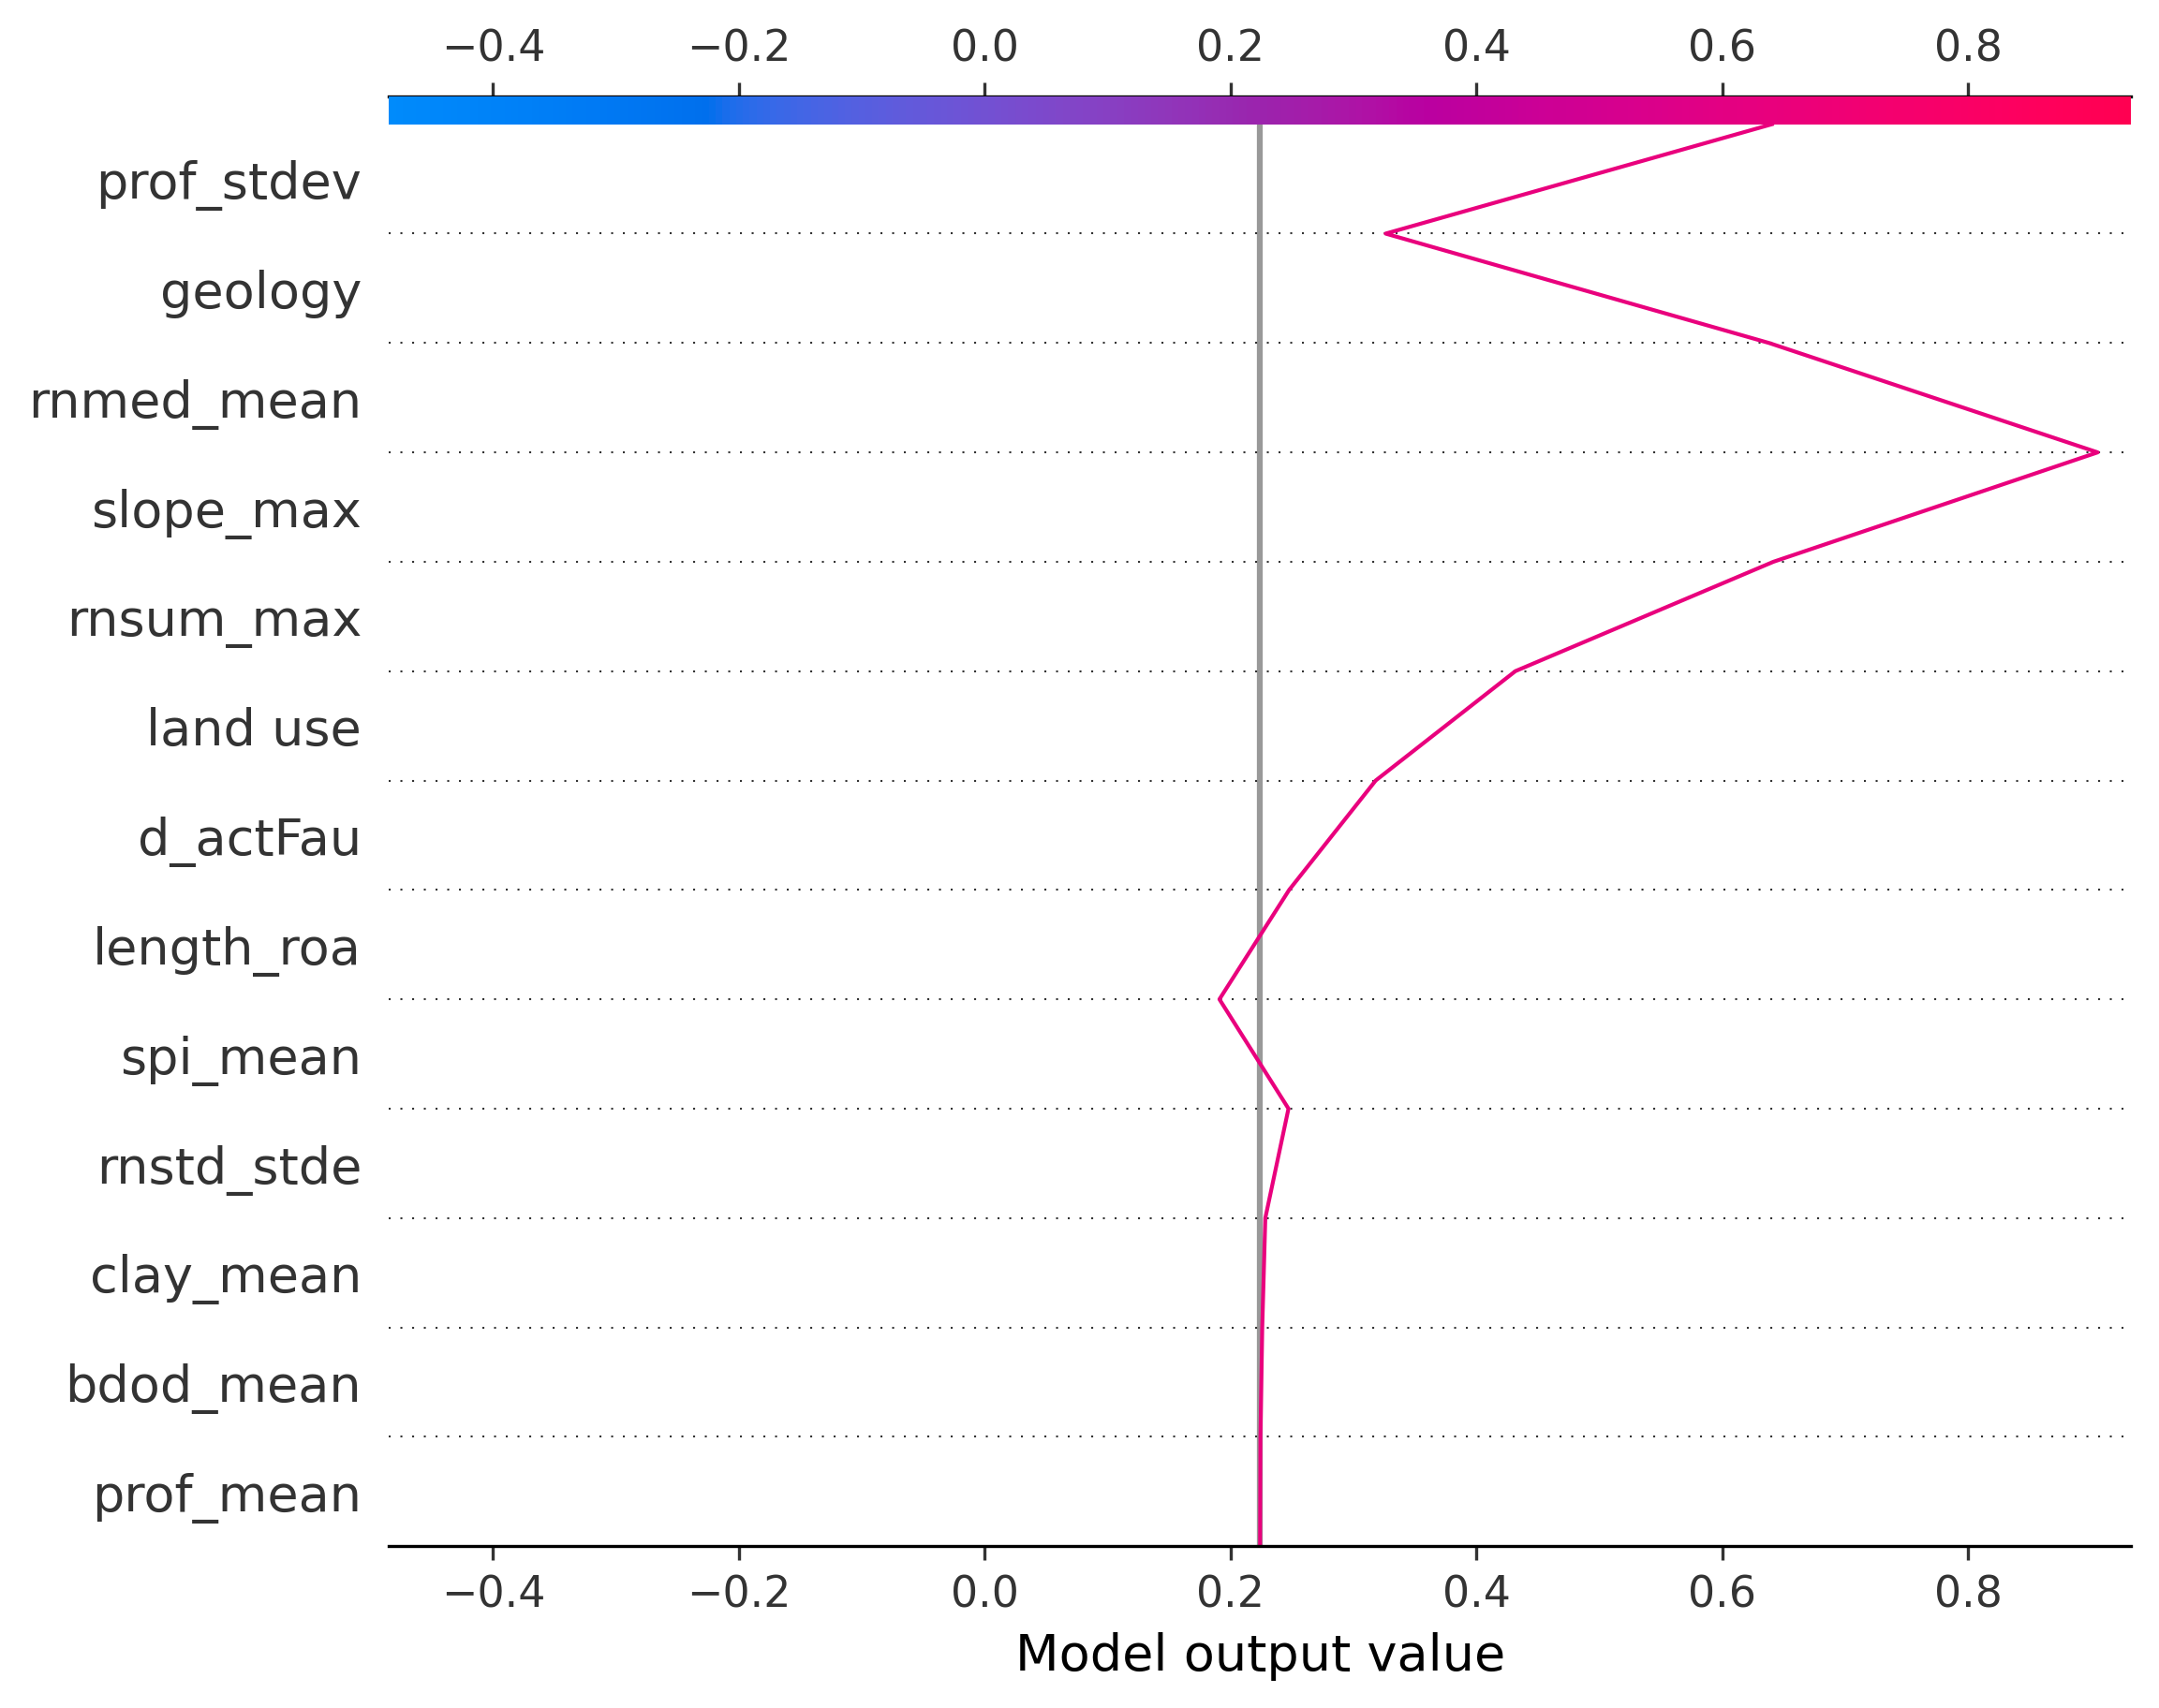 −0.4 −0.2 0.0 0.2 0.4 0.6 0.8
prof_stdev
geology
rnmed_mean
slope_max
rnsum_max
land use
d_actFau
length_roa
spi_mean
rnstd_stde
clay_mean
bdod_mean
prof_mean
−0.4 −0.2 0.0 0.2 0.4 0.6 0.8
Model output value